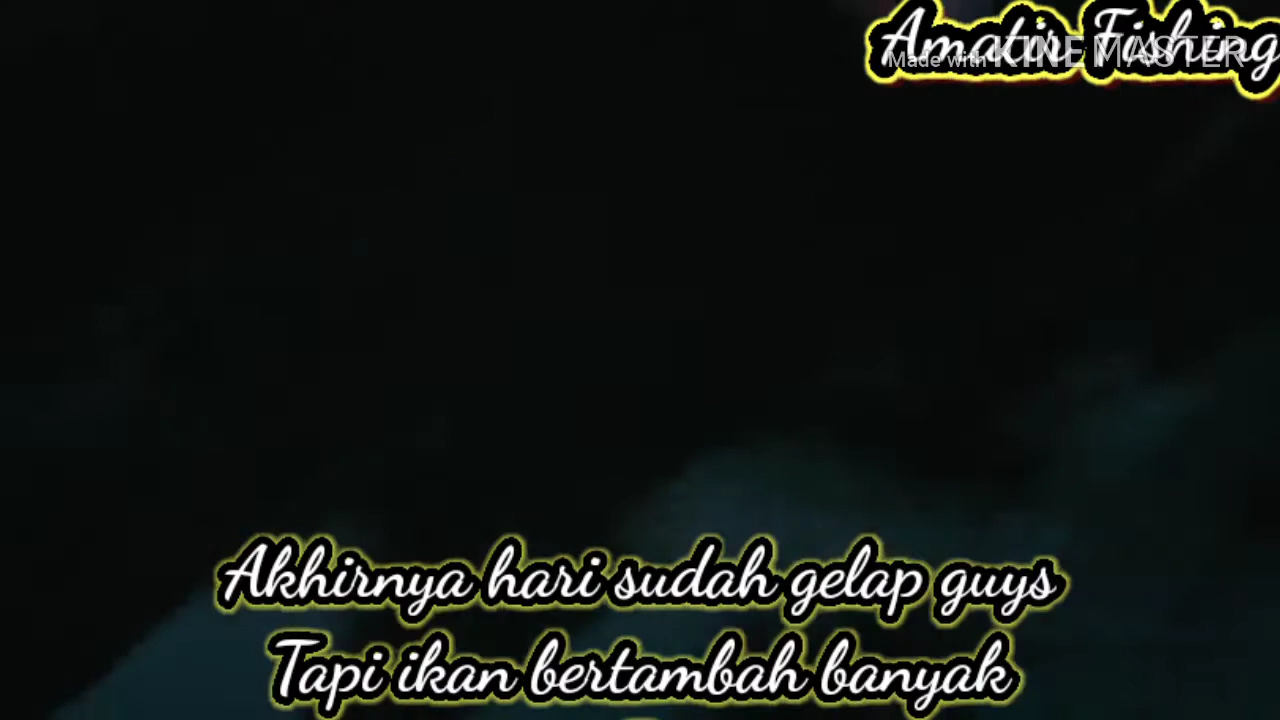 Amatir Fishing
Made with KINEMASTER
Akhirnya hari sudah gelap guys
Tapi ikan bertambah banyak